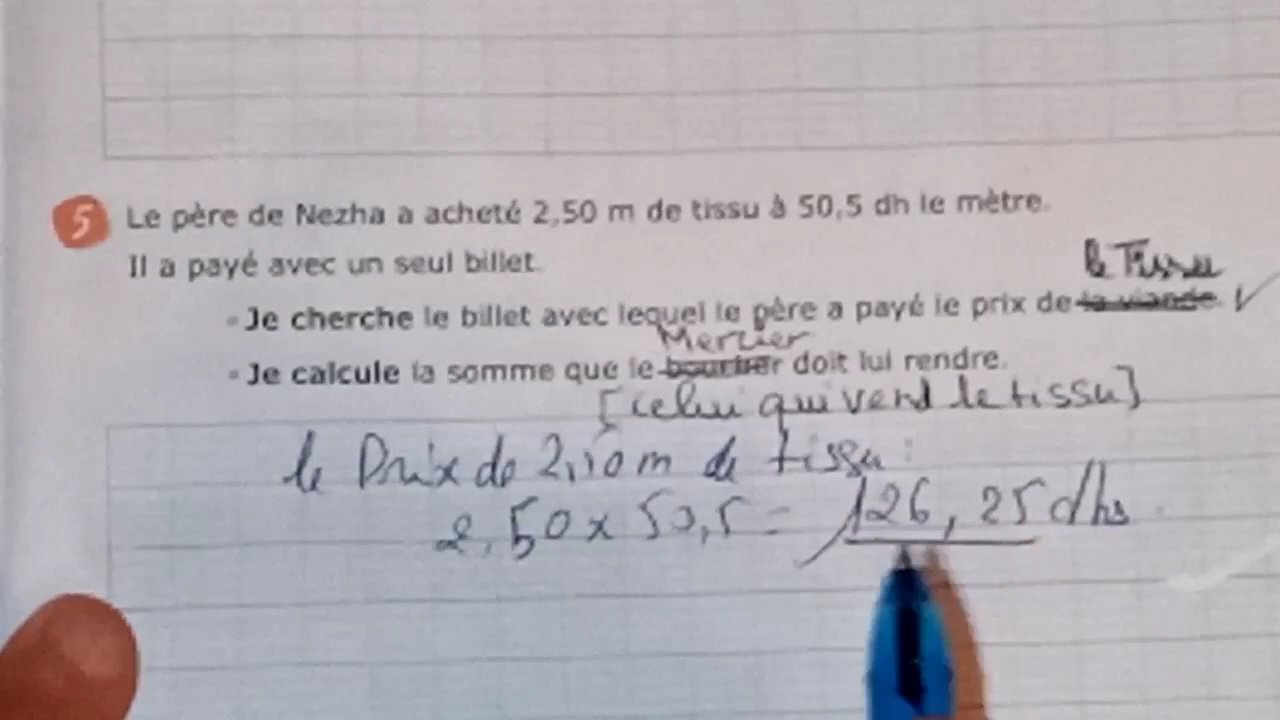 5 Le père de Nezha a acheté 2,50 m de tissu à 50,5 dh le mètre.
Il a payé avec un seul billet.
le Tissu
- Je cherche le billet avec lequel le père a payé le prix de la viande.
Mercier
- Je calcule la somme que le boucher doit lui rendre.
[celui qui vend le tissu]
le Prix de 2,50 m de tissu :
2,50 x 50,5 = 126,25 dhs